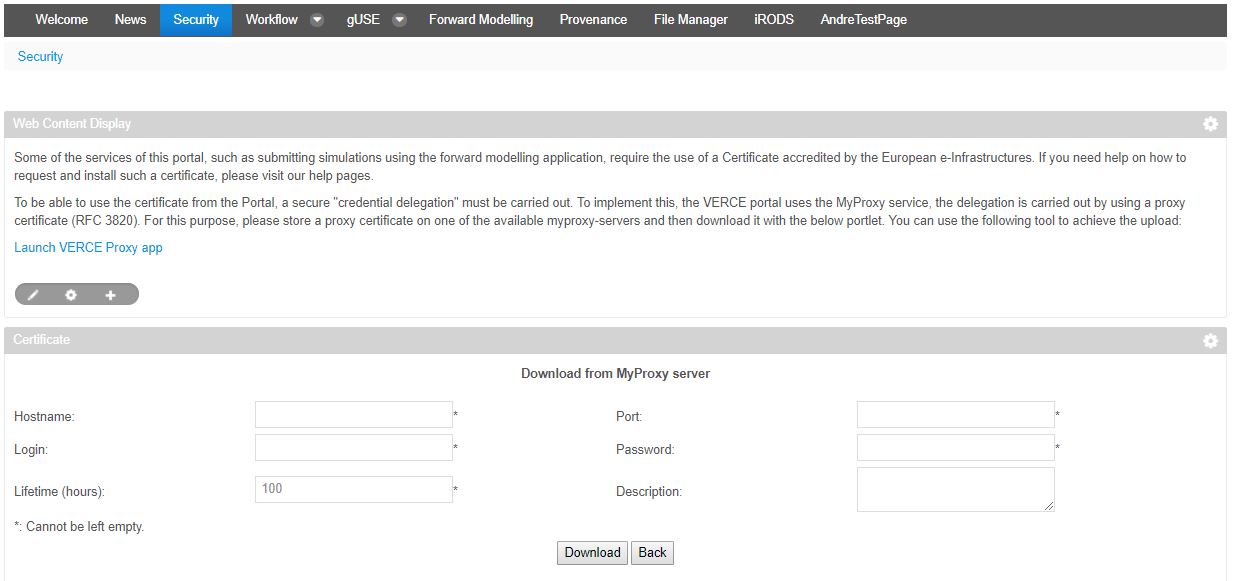 Welcome News Security Workflow gUSE Forward Modelling Provenance File Manager iRODS AndreTestPage
Security
Web Content Display
Some of the services of this portal, such as submitting simulations using the forward modelling application, require the use of a Certificate accredited by the European e-Infrastructures. If you need help on how to
request and install such a certificate, please visit our help pages.
To be able to use the certificate from the Portal, a secure "credential delegation" must be carried out. To implement this, the VERCE portal uses the MyProxy service, the delegation is carried out by using a proxy
certificate (RFC 3820). For this purpose, please store a proxy certificate on one of the available myproxy-servers and then download it with the below portlet. You can use the following tool to achieve the upload:
Launch VERCE Proxy app
Certificate
Download from MyProxy server
Hostname: * Port: *
Login: * Password: *
Lifetime (hours): 100 * Description:
*: Cannot be left empty.
Download Back